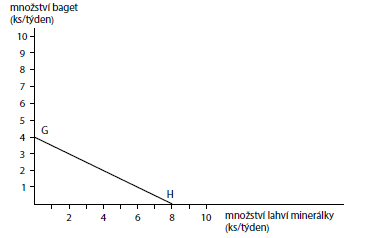 množství baget
(ks/týden)
10
9
8
7
6
5
G
4
3
2
1
H
2 4 6 8 10
množství lahví minerálky
(ks/týden)